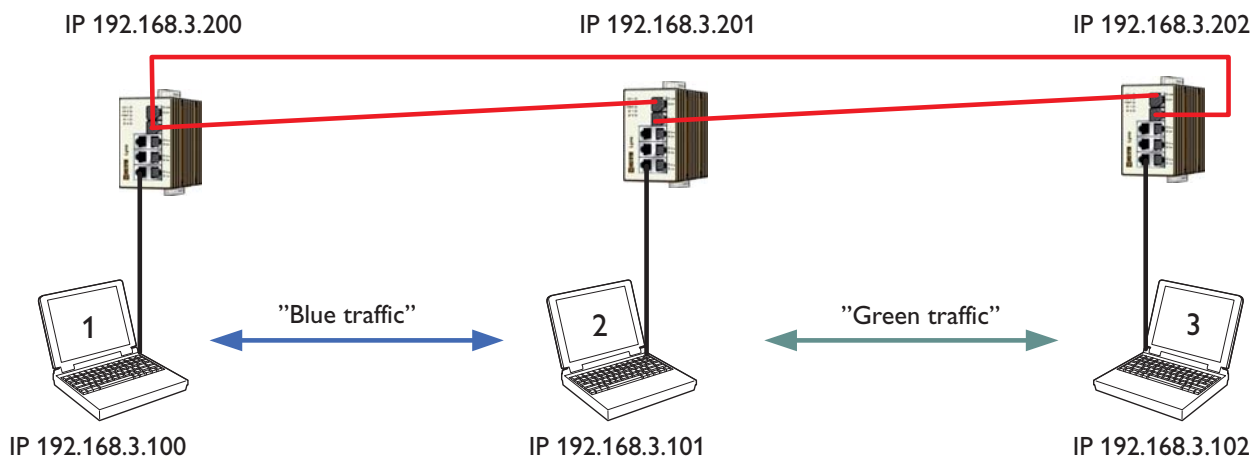 IP 192.168.3.200
IP 192.168.3.201
IP 192.168.3.202
1
”Blue traffic”
2
”Green traffic”
3
IP 192.168.3.100
IP 192.168.3.101
IP 192.168.3.102